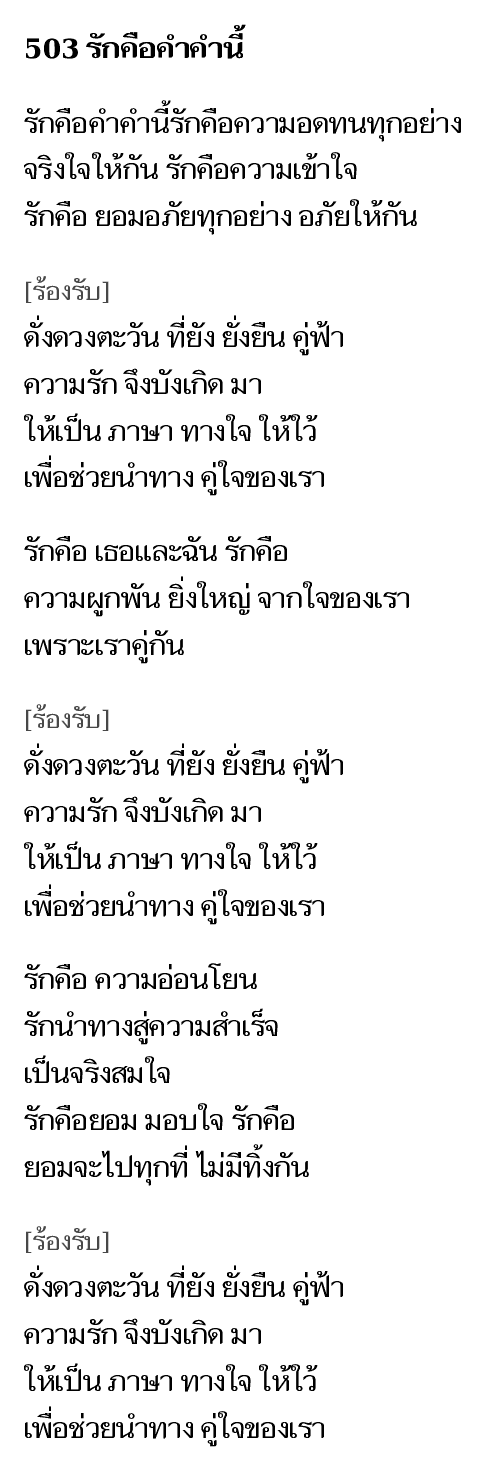 503 รักคือคำคำนี้
รักคือคำคำนี้รักคือความอดทนทุกอย่าง
จริงใจให้กัน รักคือความเข้าใจ
รักคือ ยอมอภัยทุกอย่าง อภัยให้กัน
[ร้องรับ]
ดั่งดวงตะวัน ที่ยัง ยั่งยืน คู่ฟ้า
ความรัก จึงบังเกิด มา
ให้เป็น ภาษา ทางใจ ให้ใว้
เพื่อช่วยนำทาง คู่ใจของเรา
รักคือ เธอและฉัน รักคือ
ความผูกพัน ยิ่งใหญ่ จากใจของเรา
เพราะเราคู่กัน
[ร้องรับ]
ดั่งดวงตะวัน ที่ยัง ยั่งยืน คู่ฟ้า
ความรัก จึงบังเกิด มา
ให้เป็น ภาษา ทางใจ ให้ใว้
เพื่อช่วยนำทาง คู่ใจของเรา
รักคือ ความอ่อนโยน
รักนำทางสู่ความสำเร็จ
เป็นจริงสมใจ
รักคือยอม มอบใจ รักคือ
ยอมจะไปทุกที่ ไม่มีทิ้งกัน
[ร้องรับ]
ดั่งดวงตะวัน ที่ยัง ยั่งยืน คู่ฟ้า
ความรัก จึงบังเกิด มา
ให้เป็น ภาษา ทางใจ ให้ใว้
เพื่อช่วยนำทาง คู่ใจของเรา